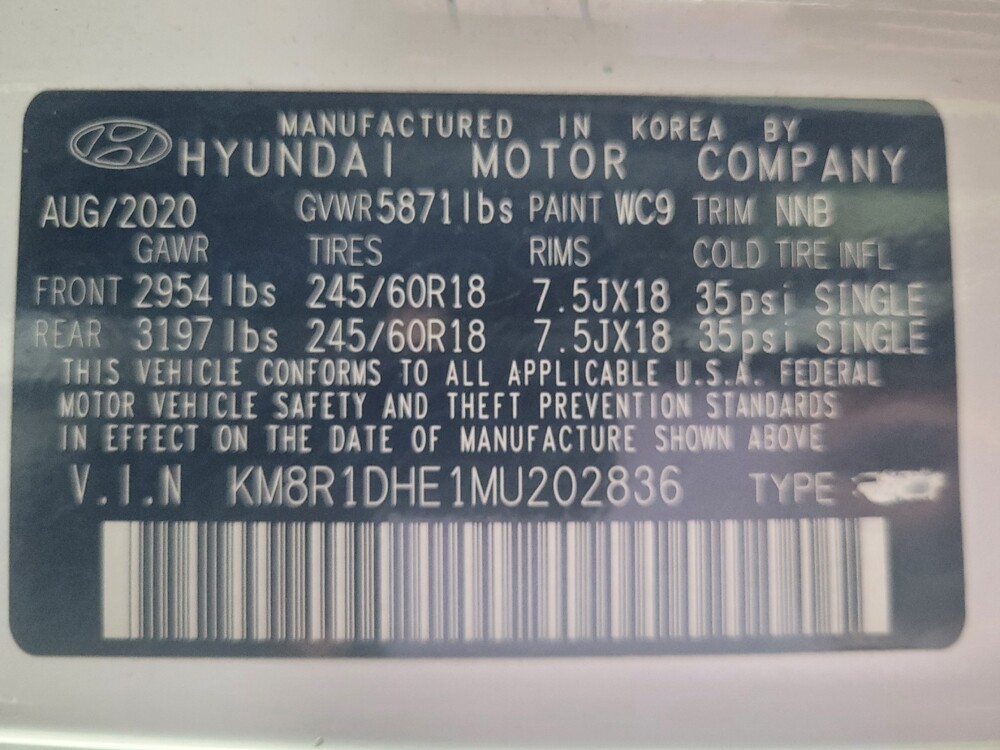 MANUFACTURED IN KOREA BY
HYUNDAI MOTOR COMPANY
AUG/2020 GVWR 5871lbs PAINT WC9 TRIM NNB
GAWR TIRES RIMS COLD TIRE INFL
FRONT 2954 lbs 245/60R18 7.5JX18 35psi SINGLE
REAR 3197 lbs 245/60R18 7.5JX18 35psi SINGLE
THIS VEHICLE CONFORMS TO ALL APPLICABLE U.S.A. FEDERAL
MOTOR VEHICLE SAFETY AND THEFT PREVENTION STANDARDS
IN EFFECT ON THE DATE OF MANUFACTURE SHOWN ABOVE
V.I.N KM8R1DHE1MU202836 TYPE